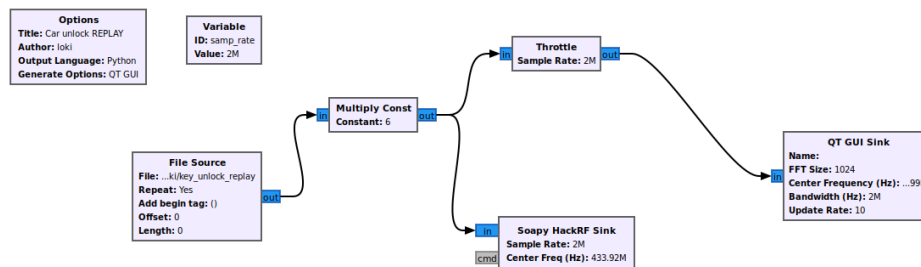 Options
Title: Car unlock REPLAY
Author: loki
Output Language: Python
Generate Options: QT GUI
Variable
ID: samp_rate
Value: 2M
File Source
File: ...ki/key_unlock_replay
Repeat: Yes
Add begin tag: ()
Offset: 0
Length: 0
out
in
Multiply Const
Constant: 6
out
in
Throttle
Sample Rate: 2M
out
in
cmd
Soapy HackRF Sink
Sample Rate: 2M
Center Freq (Hz): 433.92M
in
QT GUI Sink
Name:
FFT Size: 1024
Center Frequency (Hz):
Bandwidth (Hz): 2M
Update Rate: 10